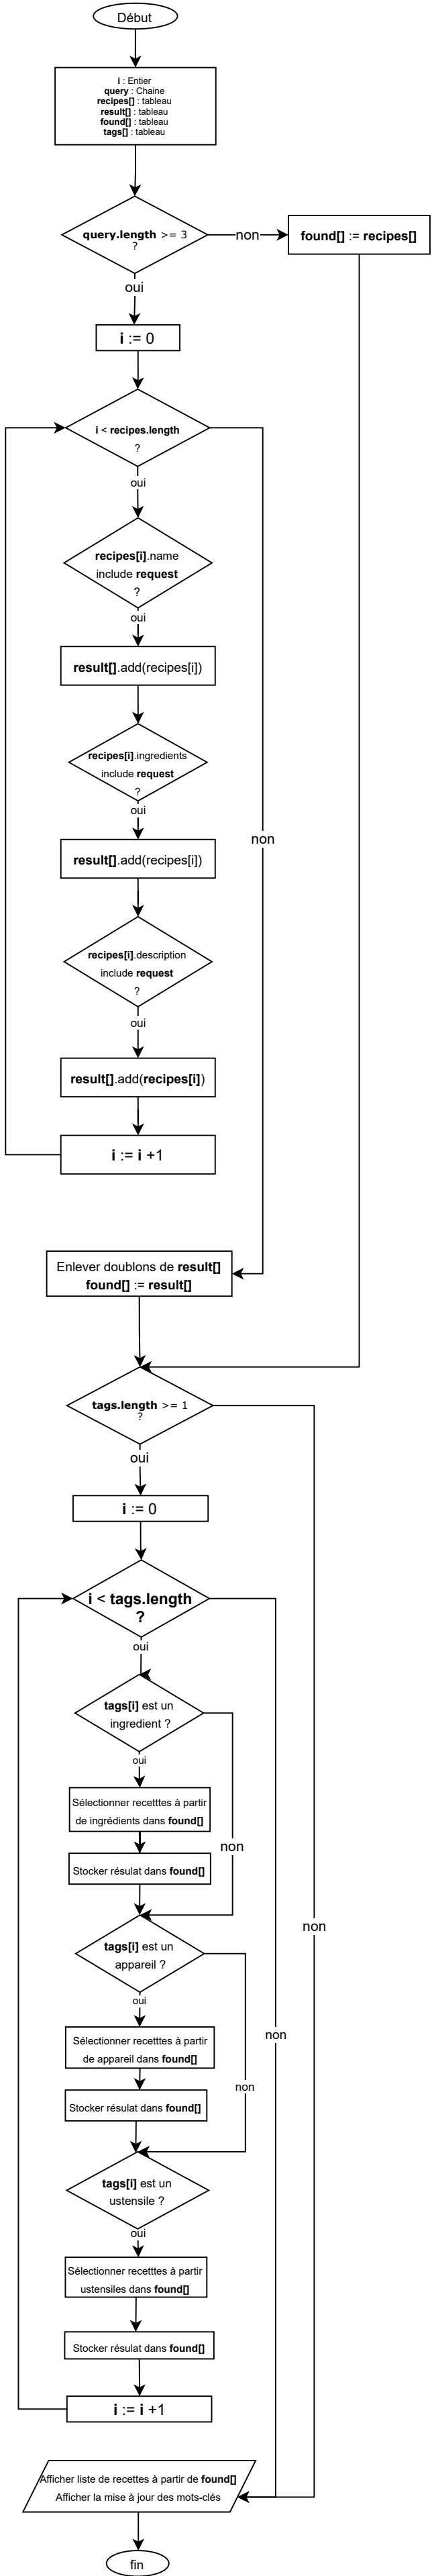 Début
i : Entier
query : Chaine
recipes[] : tableau
result[] : tableau
found[] : tableau
tags[] : tableau
query.length >= 3
?
non
found[] := recipes[]
oui
i := 0
i < recipes.length
?
oui
recipes[i].name
include request
?
oui
result[].add(recipes[i])
recipes[i].ingredients
include request
?
oui
non
result[].add(recipes[i])
recipes[i].description
include request
?
oui
result[].add(recipes[i])
i := i +1
Enlever doublons de result[]
found[] := result[]
tags.length >= 1
?
oui
i := 0
i < tags.length
?
oui
tags[i] est un
ingredient ?
oui
Sélectionner recetttes à partir
de ingrédients dans found[]
non
Stocker résulat dans found[]
non
tags[i] est un
appareil ?
oui
non
Sélectionner recetttes à partir
de appareil dans found[]
non
Stocker résulat dans found[]
tags[i] est un
ustensile ?
oui
Sélectionner recetttes à partir
ustensiles dans found[]
Stocker résulat dans found[]
i := i +1
Afficher liste de recettes à partir de found[]
Afficher la mise à jour des mots-clés
fin